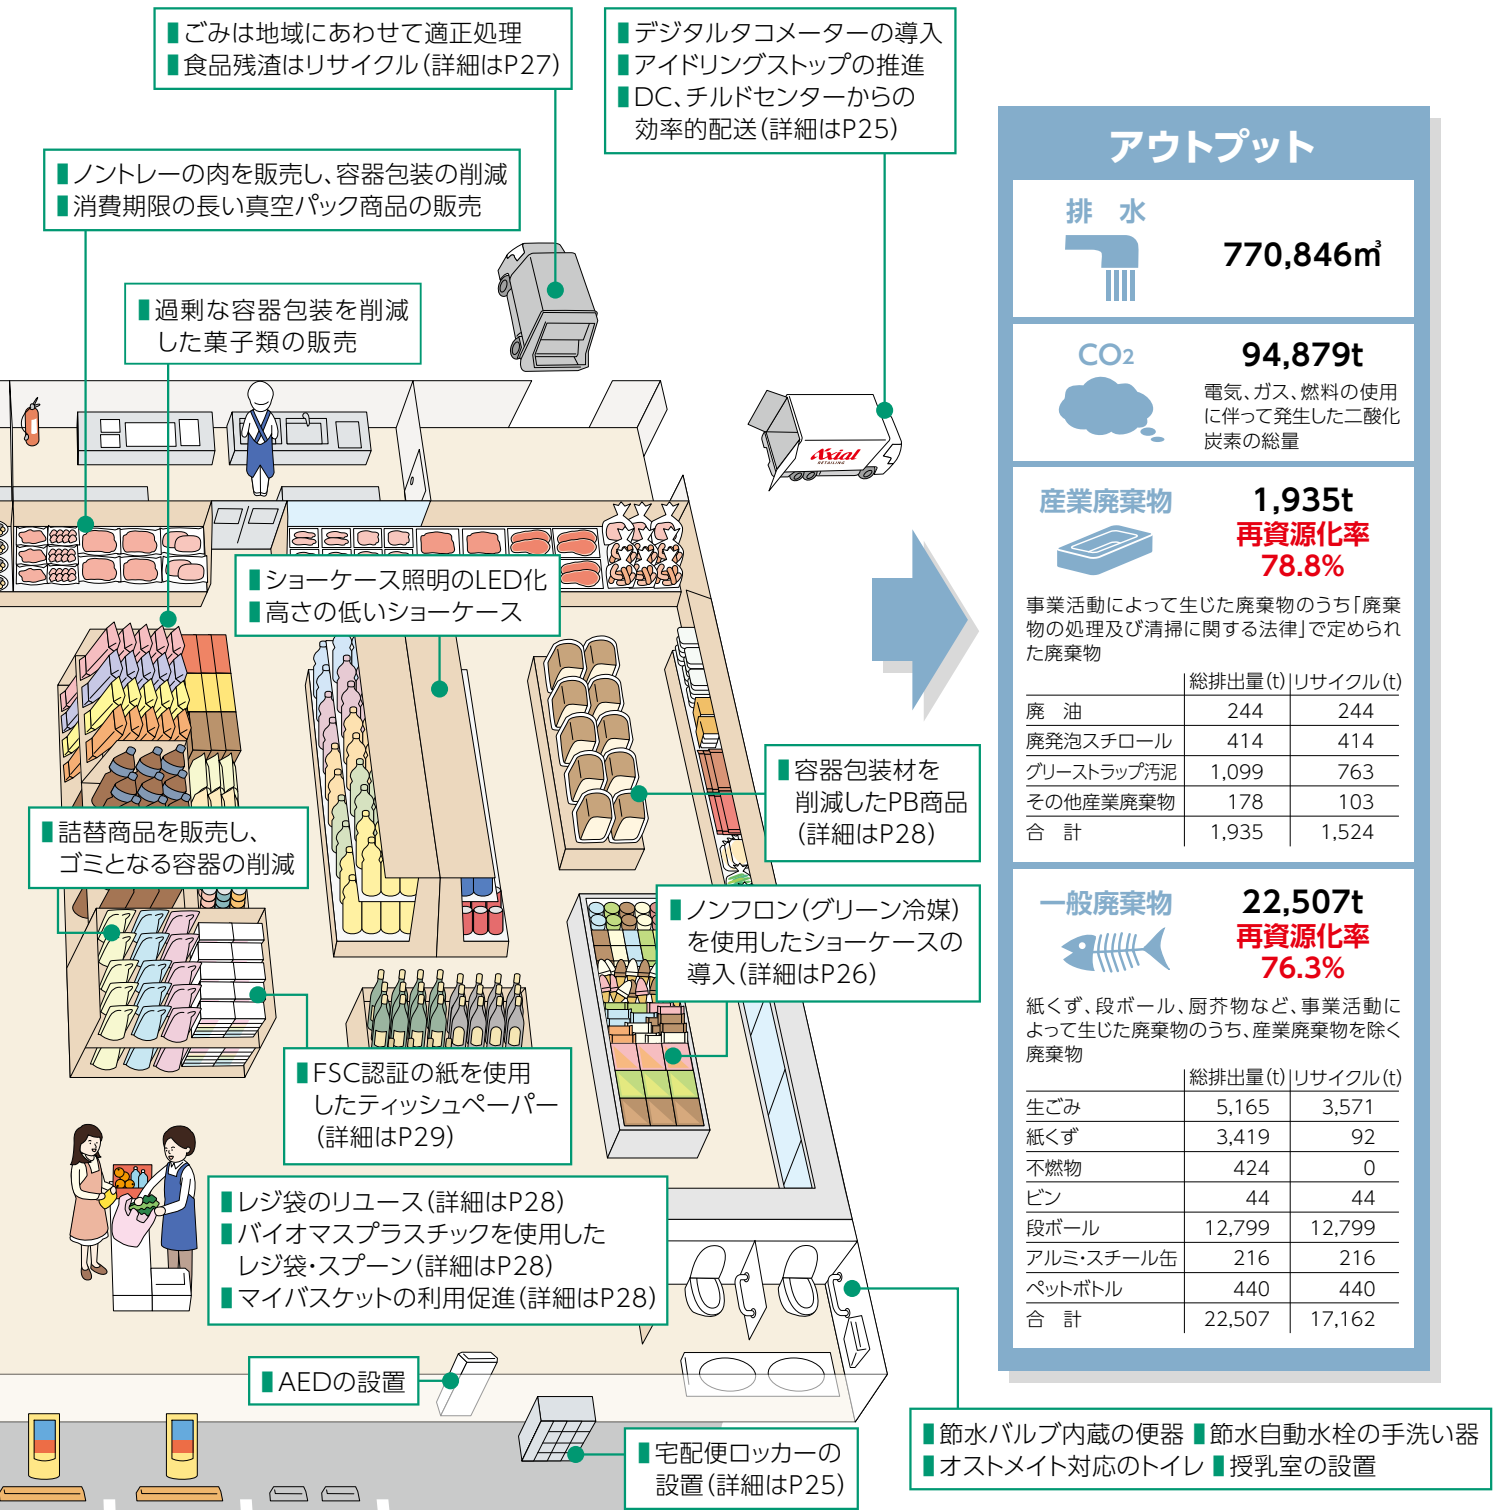 ■ごみは地域にあわせて適正処理
■食品残渣はリサイクル(詳細はP27)
■デジタルタコメーターの導入
■アイドリングストップの推進
■DC、チルドセンターからの
効率的配送(詳細はP25)
■ノントレーの肉を販売し、容器包装の削減
■消費期限の長い真空パック商品の販売
■過剰な容器包装を削減
した菓子類の販売
Axial
RETAILING
■ショーケース照明のLED化
■高さの低いショーケース
■容器包装材を
削減したPB商品
(詳細はP28)
■詰替商品を販売し、
ゴミとなる容器の削減
■ノンフロン(グリーン冷媒)
を使用したショーケースの
導入(詳細はP26)
■FSC認証の紙を使用
したティッシュペーパー
(詳細はP29)
■レジ袋のリユース(詳細はP28)
■バイオマスプラスチックを使用した
レジ袋・スプーン(詳細はP28)
■マイバスケットの利用促進(詳細はP28)
■AEDの設置
■宅配便ロッカーの
設置(詳細はP25)
■節水バルブ内蔵の便器 ■節水自動水栓の手洗い器
■オストメイト対応のトイレ ■授乳室の設置
アウトプット
排 水
770,846㎥
CO2
94,879t
電気、ガス、燃料の使用
に伴って発生した二酸化
炭素の総量
産業廃棄物
1,935t
再資源化率
78.8%
事業活動によって生じた廃棄物のうち「廃棄
物の処理及び清掃に関する法律」で定められ
た廃棄物
総排出量(t) リサイクル(t)
廃 油 244 244
廃発泡スチロール 414 414
グリーストラップ汚泥 1,099 763
その他産業廃棄物 178 103
合 計 1,935 1,524
一般廃棄物
22,507t
再資源化率
76.3%
紙くず、段ボール、厨芥物など、事業活動に
よって生じた廃棄物のうち、産業廃棄物を除く
廃棄物
総排出量(t) リサイクル(t)
生ごみ 5,165 3,571
紙くず 3,419 92
不燃物 424 0
ビン 44 44
段ボール 12,799 12,799
アルミ・スチール缶 216 216
ペットボトル 440 440
合 計 22,507 17,162